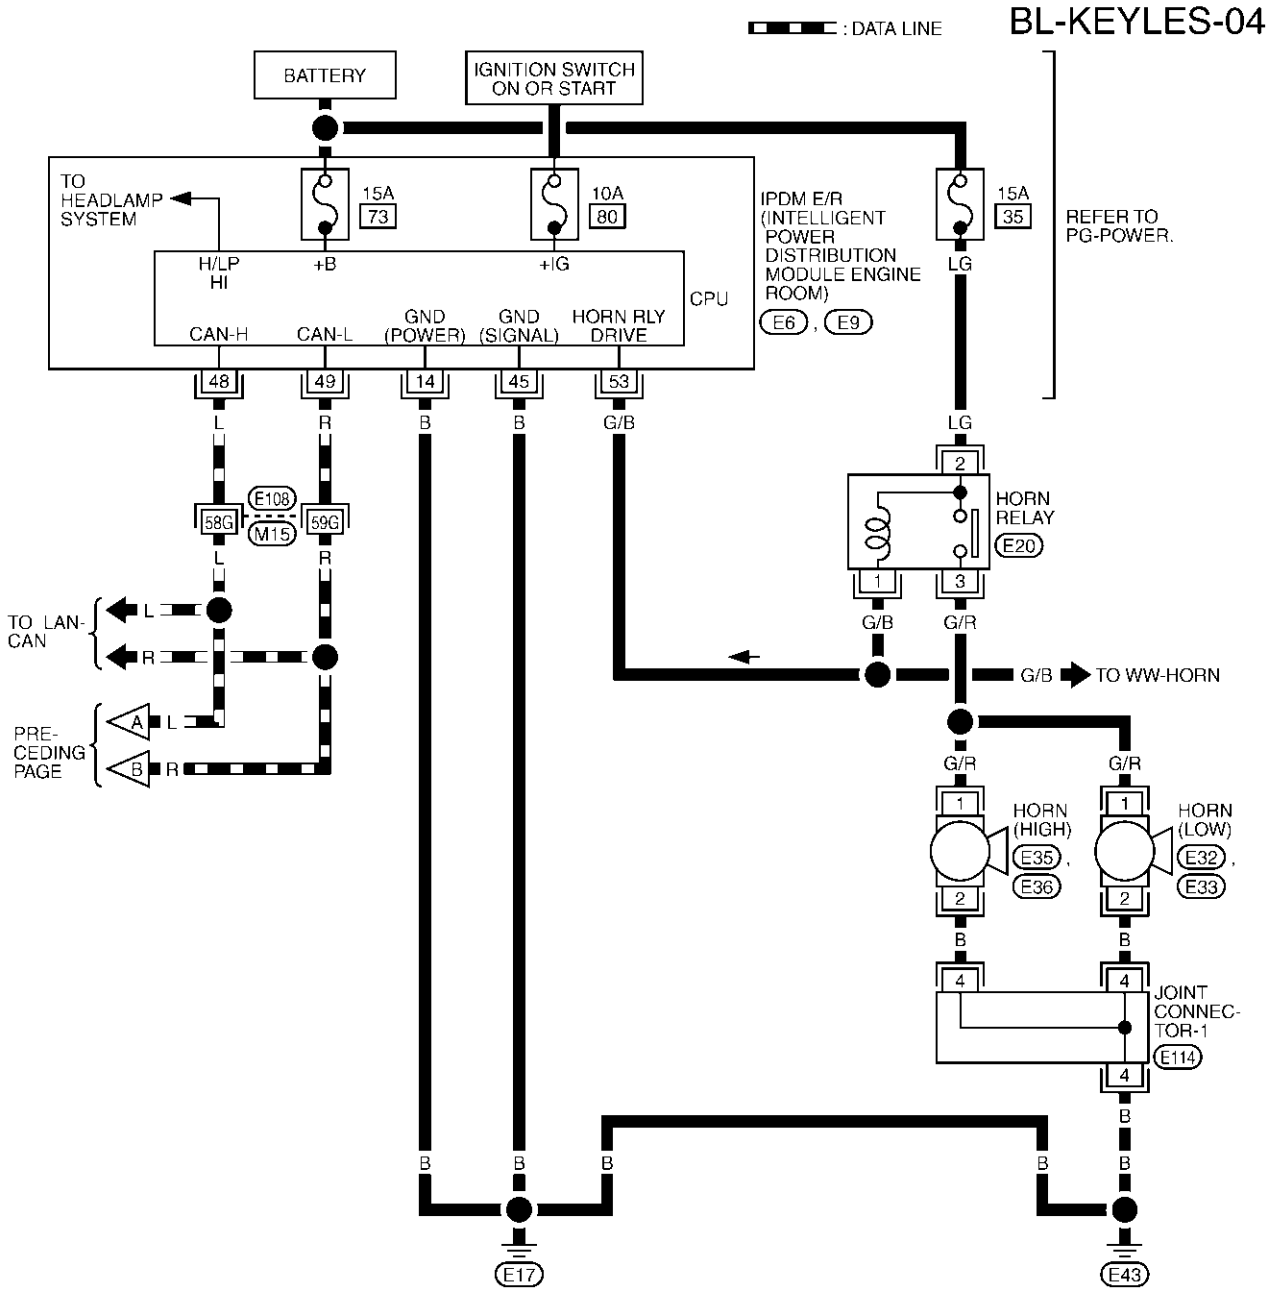 : DATA LINE
BL-KEYLES-04
BATTERY
IGNITION SWITCH
ON OR START
TO
HEADLAMP
SYSTEM
15A
73
10A
80
15A
35
IPDM E/R
(INTELLIGENT
POWER
DISTRIBUTION
MODULE ENGINE
ROOM)
E6 , E9
REFER TO
PG-POWER.
H/LP
HI
+B
+IG
LG
CPU
CAN-H
CAN-L
GND
(POWER)
GND
(SIGNAL)
HORN RLY
DRIVE
48
49
14
45
53
L
R
B
B
G/B
LG
2
HORN
RELAY
E20
58G
E108
M15
59G
L
R
1
3
G/B
G/R
TO LAN-
CAN
L
R
G/B
TO WW-HORN
PRE-
CEDING
PAGE
A
L
B
R
G/R
G/R
1
HORN
(HIGH)
E35 ,
E36
2
1
HORN
(LOW)
E32 ,
E33
2
B
B
4
4
JOINT
CONNEC-
TOR-1
E114
4
B
B
B
B
B
B
E17
E43